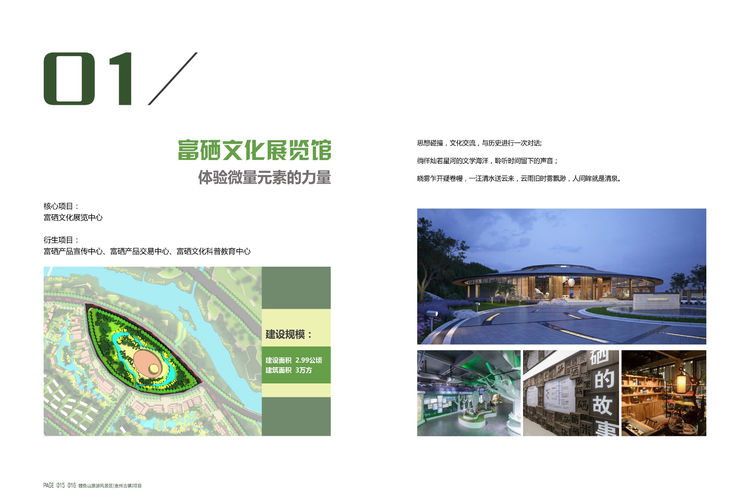 01/
富硒文化展览馆
体验微量元素的力量
核心项目：
富硒文化展览中心
衍生项目：
富硒产品宣传中心、富硒产品交易中心、富硒文化科普教育中心
建设规模：
建设面积 2.99公顷
建筑面积 3万方
思想碰撞，文化交流，与历史进行一次对话;
徜徉灿若星河的文学海洋，聆听时间留下的声音；
晓雾乍开疑卷幔，一汪清水送云来，云雨旧时雾飘渺，人间眸就是清泉。
硒的故事
PAGE 015 016